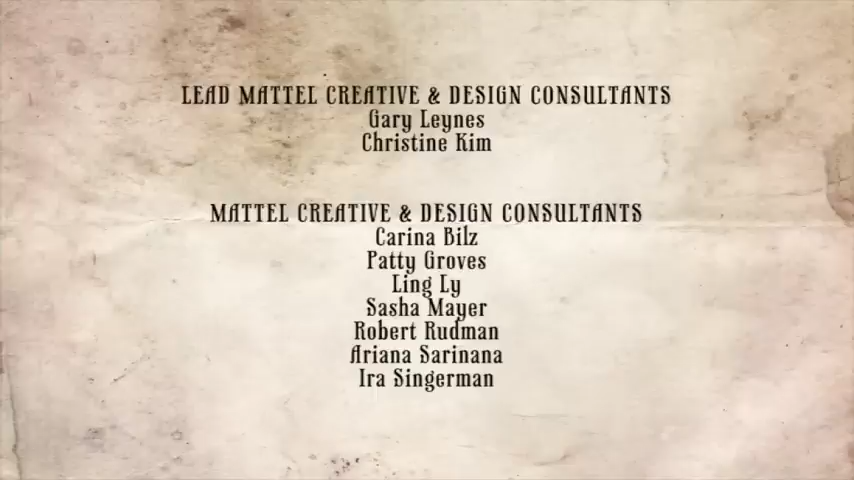 LEAD MATTEL CREATIVE & DESIGN CONSULTANTS
Gary Leynes
Christine Kim
MATTEL CREATIVE & DESIGN CONSULTANTS
Carina Bilz
Patty Groves
Ling Ly
Sasha Mayer
Robert Rudman
Ariana Sarinana
Ira Singerman